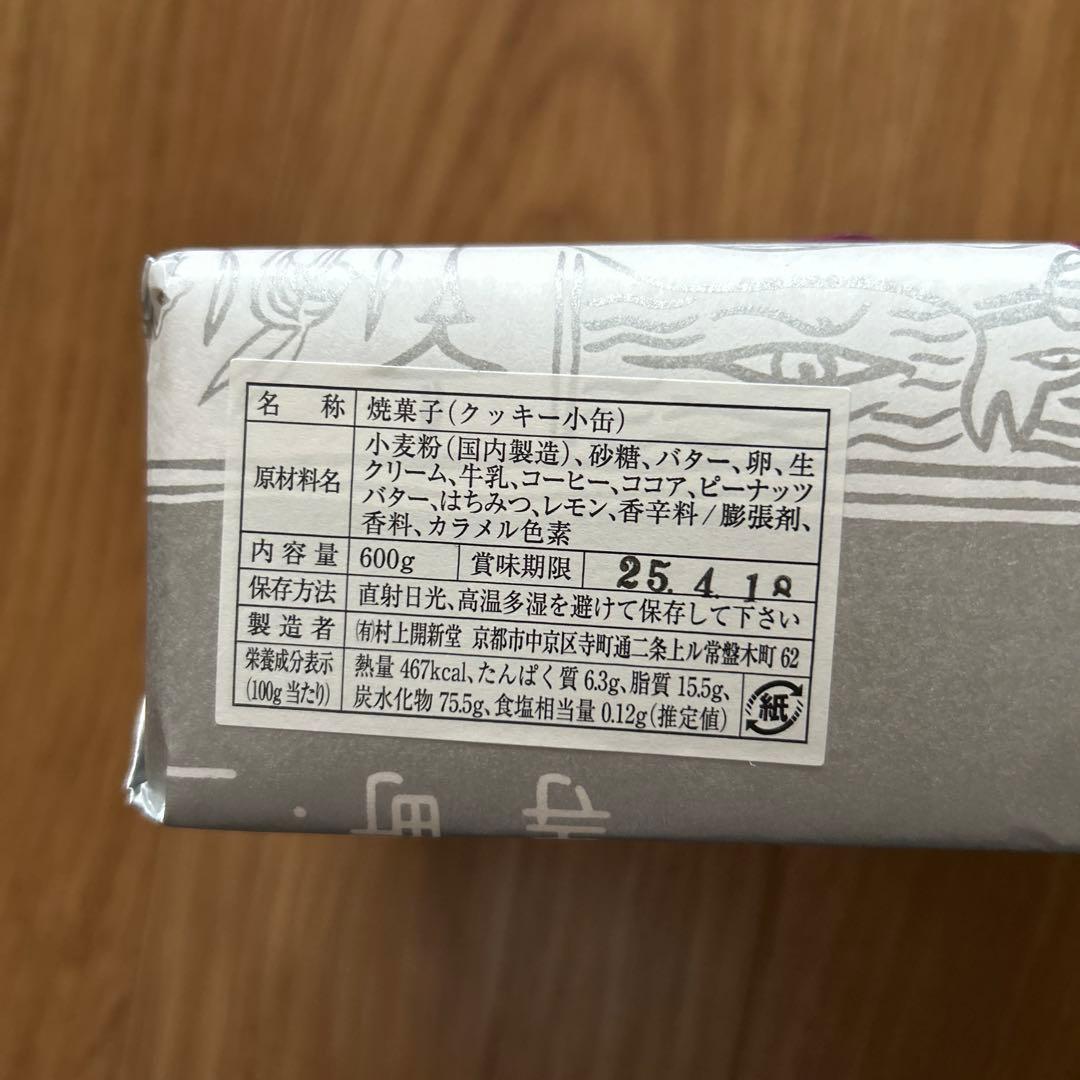 名 称 焼菓子(クッキー小缶)
原材料名 小麦粉(国内製造)、砂糖、バター、卵、生
クリーム、牛乳、コーヒー、ココア、ピーナッツ
バター、はちみつ、レモン、香辛料/膨張剤、
香料、カラメル色素
内容量 600g 賞味期限 25.4.18
保存方法 直射日光、高温多湿を避けて保存して下さい
製造者 ㈲村上開新堂 京都市中京区寺町通二条上ル常盤木町62
栄養成分表示
(100g当たり)
熱量 467kcal、たんぱく質 6.3g、脂質 15.5g、
炭水化物 75.5g、食塩相当量 0.12g(推定値)
紙